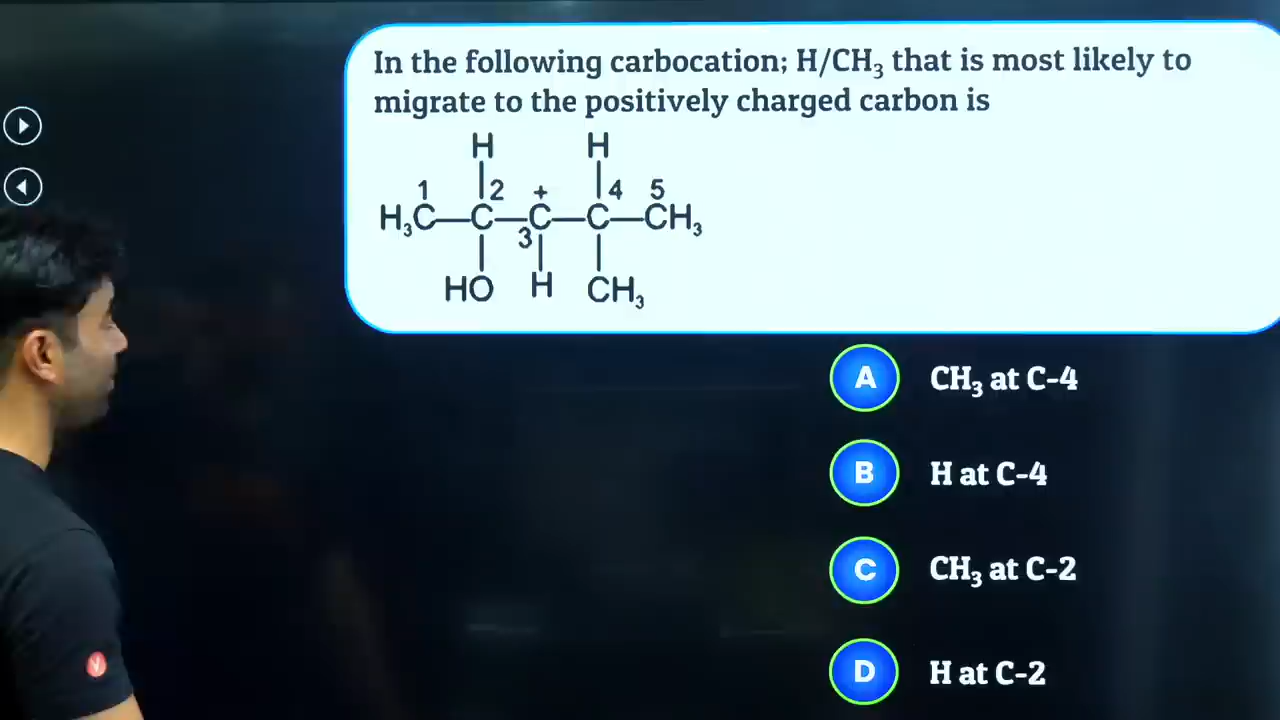 In the following carbocation; H/CH₃ that is most likely to
migrate to the positively charged carbon is
H H
1 2 + 4 5
H₃C—C—C—C—CH₃
3
HO H CH₃
A CH₃ at C-4
B H at C-4
C CH₃ at C-2
D H at C-2